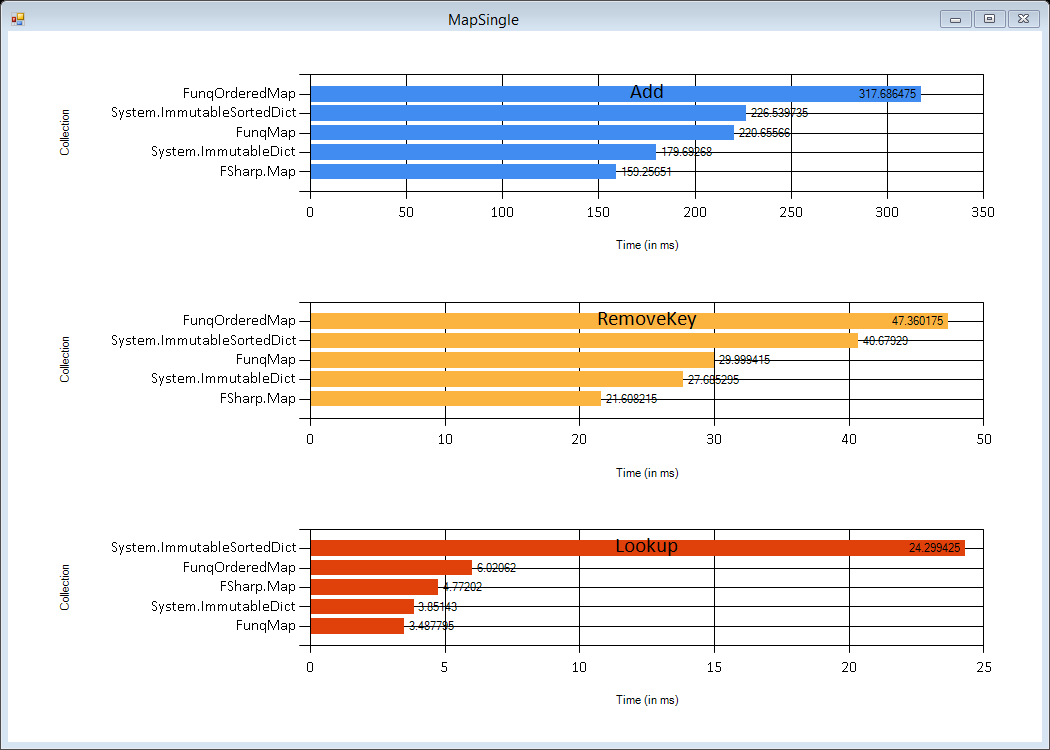 MapSingle
Add
Collection
FunqOrderedMap 317.686475
System.ImmutableSortedDict 226.539735
FunqMap 220.65566
System.ImmutableDict 179.69268
FSharp.Map 159.25651
0 50 100 150 200 250 300 350
Time (in ms)
RemoveKey
Collection
FunqOrderedMap 47.360175
System.ImmutableSortedDict 40.67929
FunqMap 29.999415
System.ImmutableDict 27.685295
FSharp.Map 21.608215
0 10 20 30 40 50
Time (in ms)
Lookup
Collection
System.ImmutableSortedDict 24.299425
FunqOrderedMap 6.02062
FSharp.Map 4.77202
System.ImmutableDict 3.85143
FunqMap 3.487795
0 5 10 15 20 25
Time (in ms)